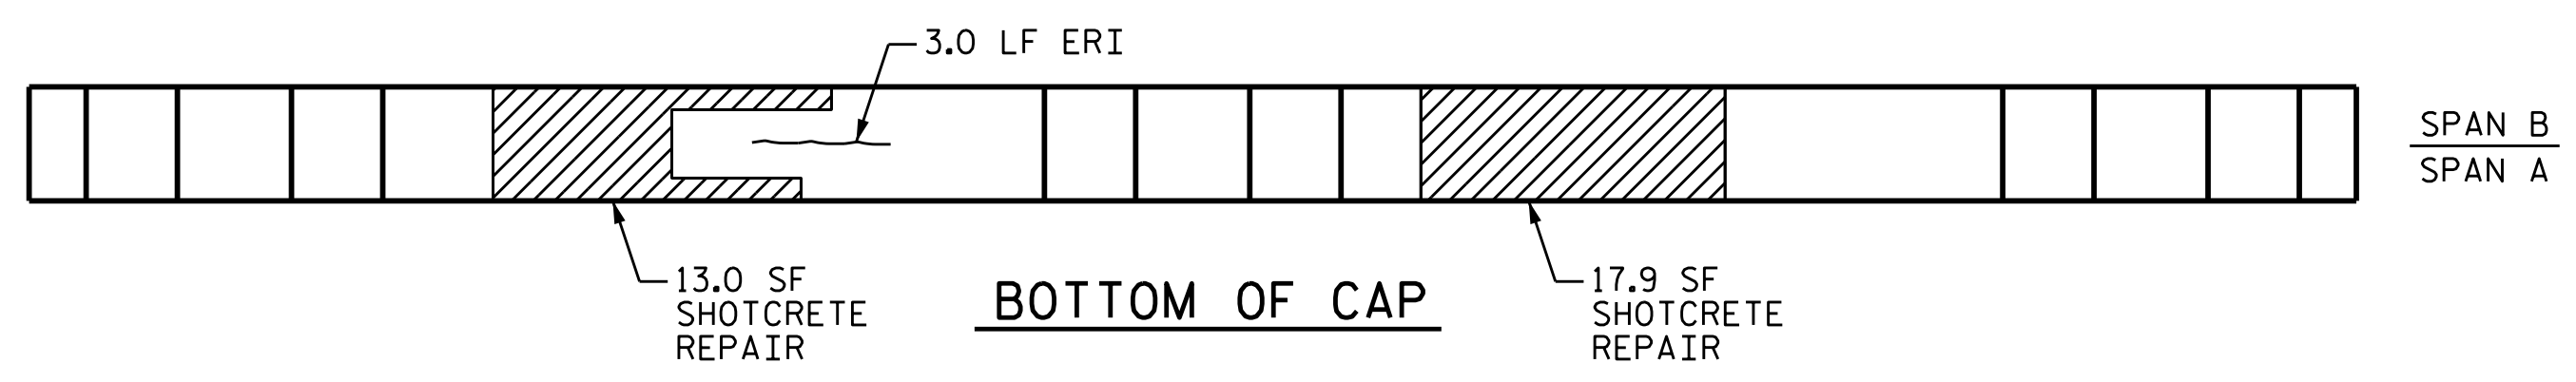 3.0 LF ERI
SPAN B
SPAN A
13.0 SF
SHOTCRETE
REPAIR
BOTTOM OF CAP
17.9 SF
SHOTCRETE
REPAIR